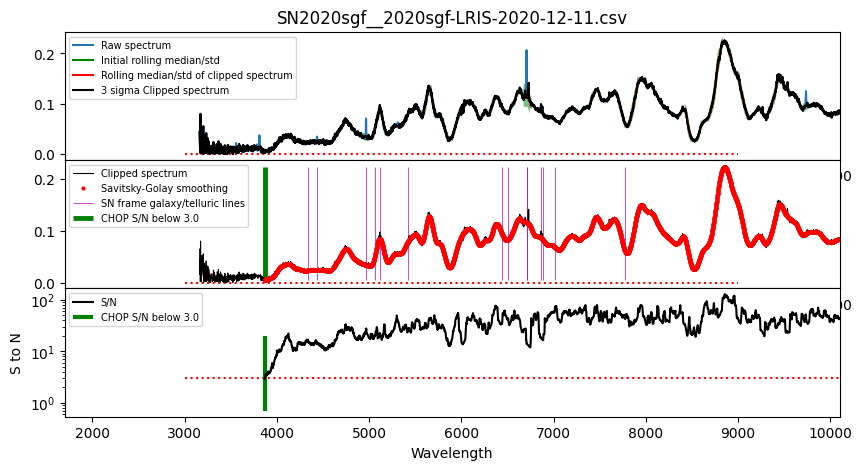 SN2020sgf__2020sgf-LRIS-2020-12-11.csv
0.2
0.1
0.0
Raw spectrum
Initial rolling median/std
Rolling median/std of clipped spectrum
3 sigma Clipped spectrum
0.2
0.1
0.0
Clipped spectrum
Savitsky-Golay smoothing
SN frame galaxy/telluric lines
CHOP S/N below 3.0
S to N
10²
10¹
10⁰
S/N
CHOP S/N below 3.0
2000 3000 4000 5000 6000 7000 8000 9000 10000
Wavelength